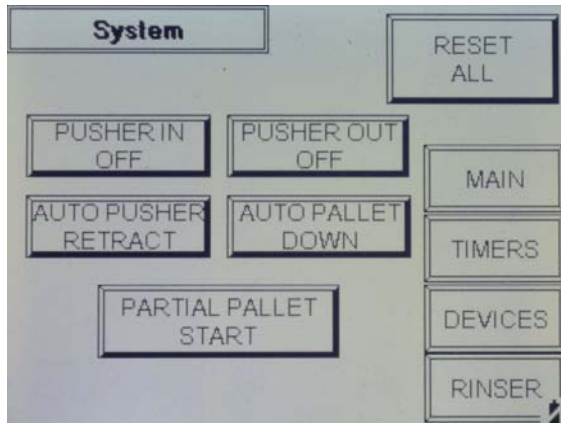 System
RESET
ALL
PUSHER IN
OFF
PUSHER OUT
OFF
AUTO PUSHER
RETRACT
AUTO PALLET
DOWN
PARTIAL PALLET
START
MAIN
TIMERS
DEVICES
RINSER